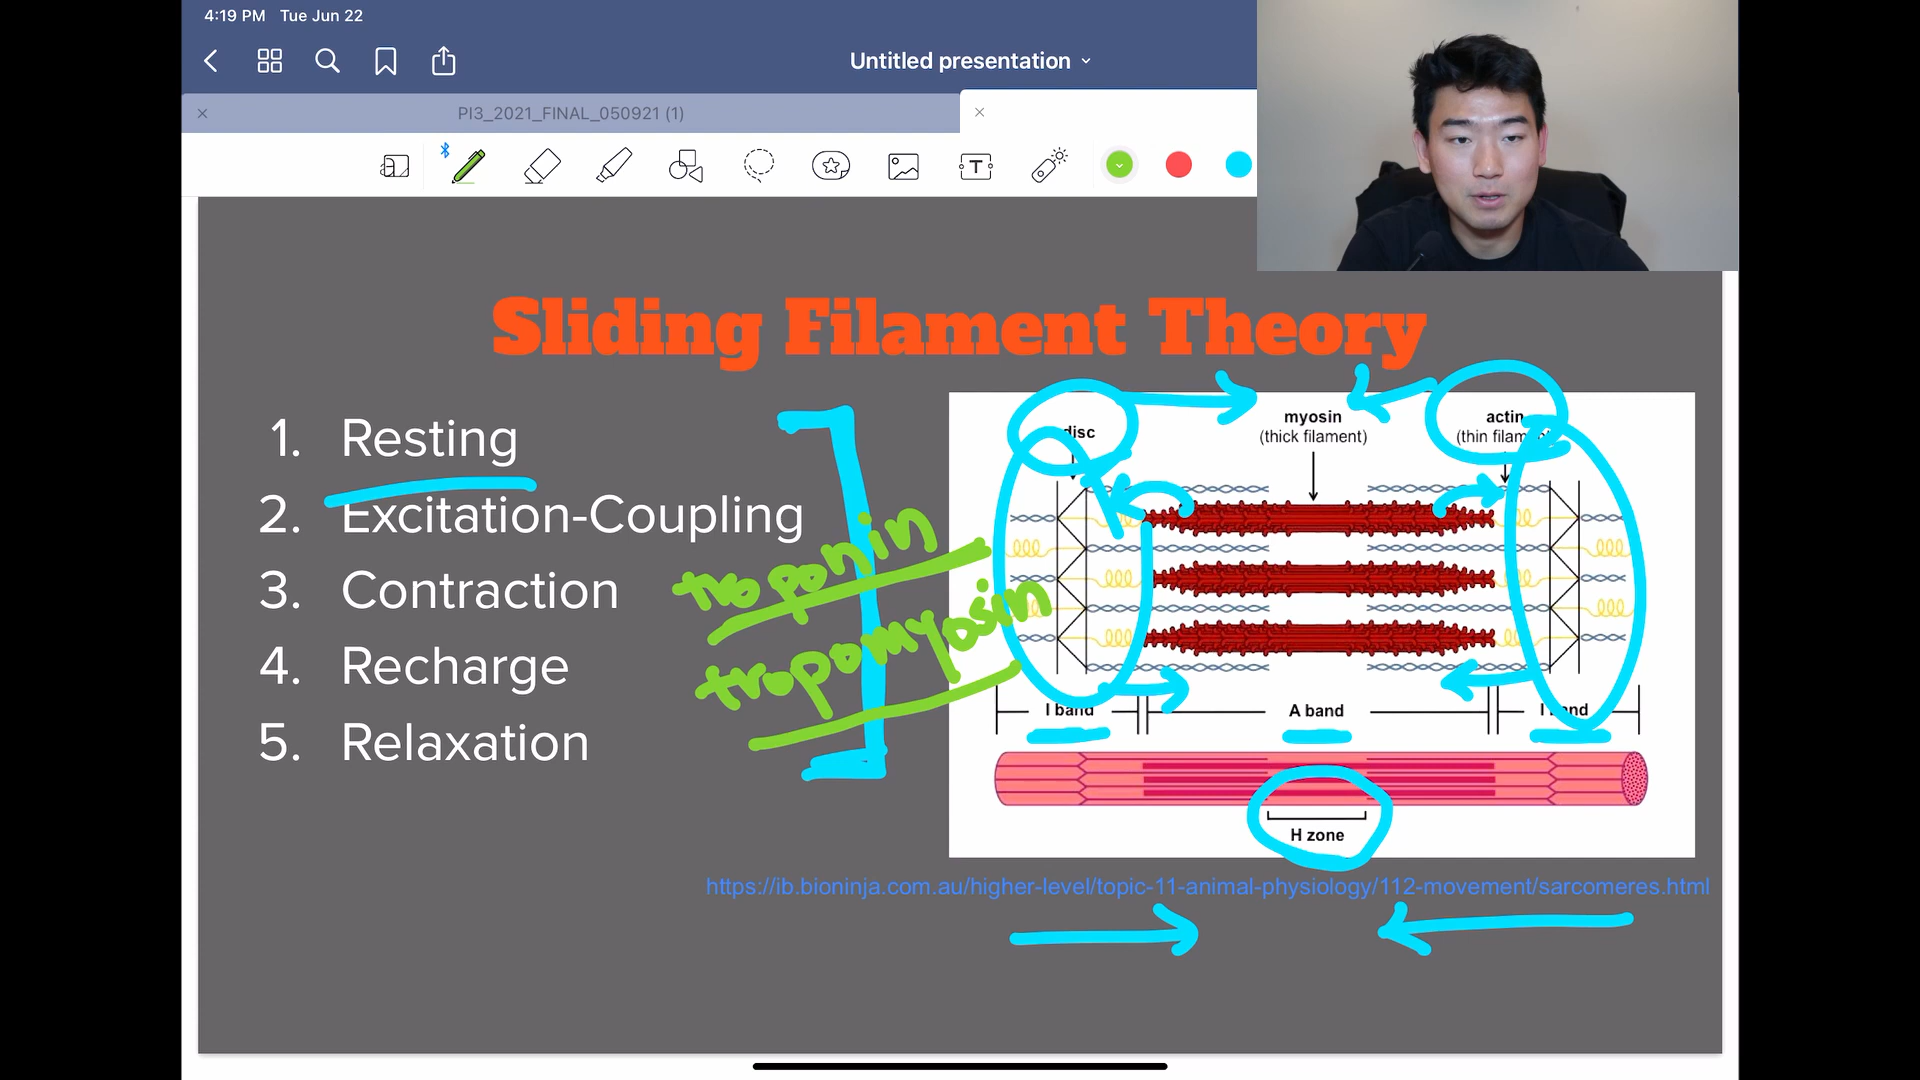 4:19 PM Tue Jun 22
Untitled presentation
PI3_2021_FINAL_050921 (1)
Sliding Filament Theory
1. Resting
2. Excitation-Coupling
3. Contraction
4. Recharge
5. Relaxation
troponin
tropomyosin
disc
myosin
(thick filament)
actin
(thin filament)
I band
A band
I band
H zone
https://ib.bioninja.com.au/higher-level/topic-11-animal-physiology/112-movement/sarcomeres.html